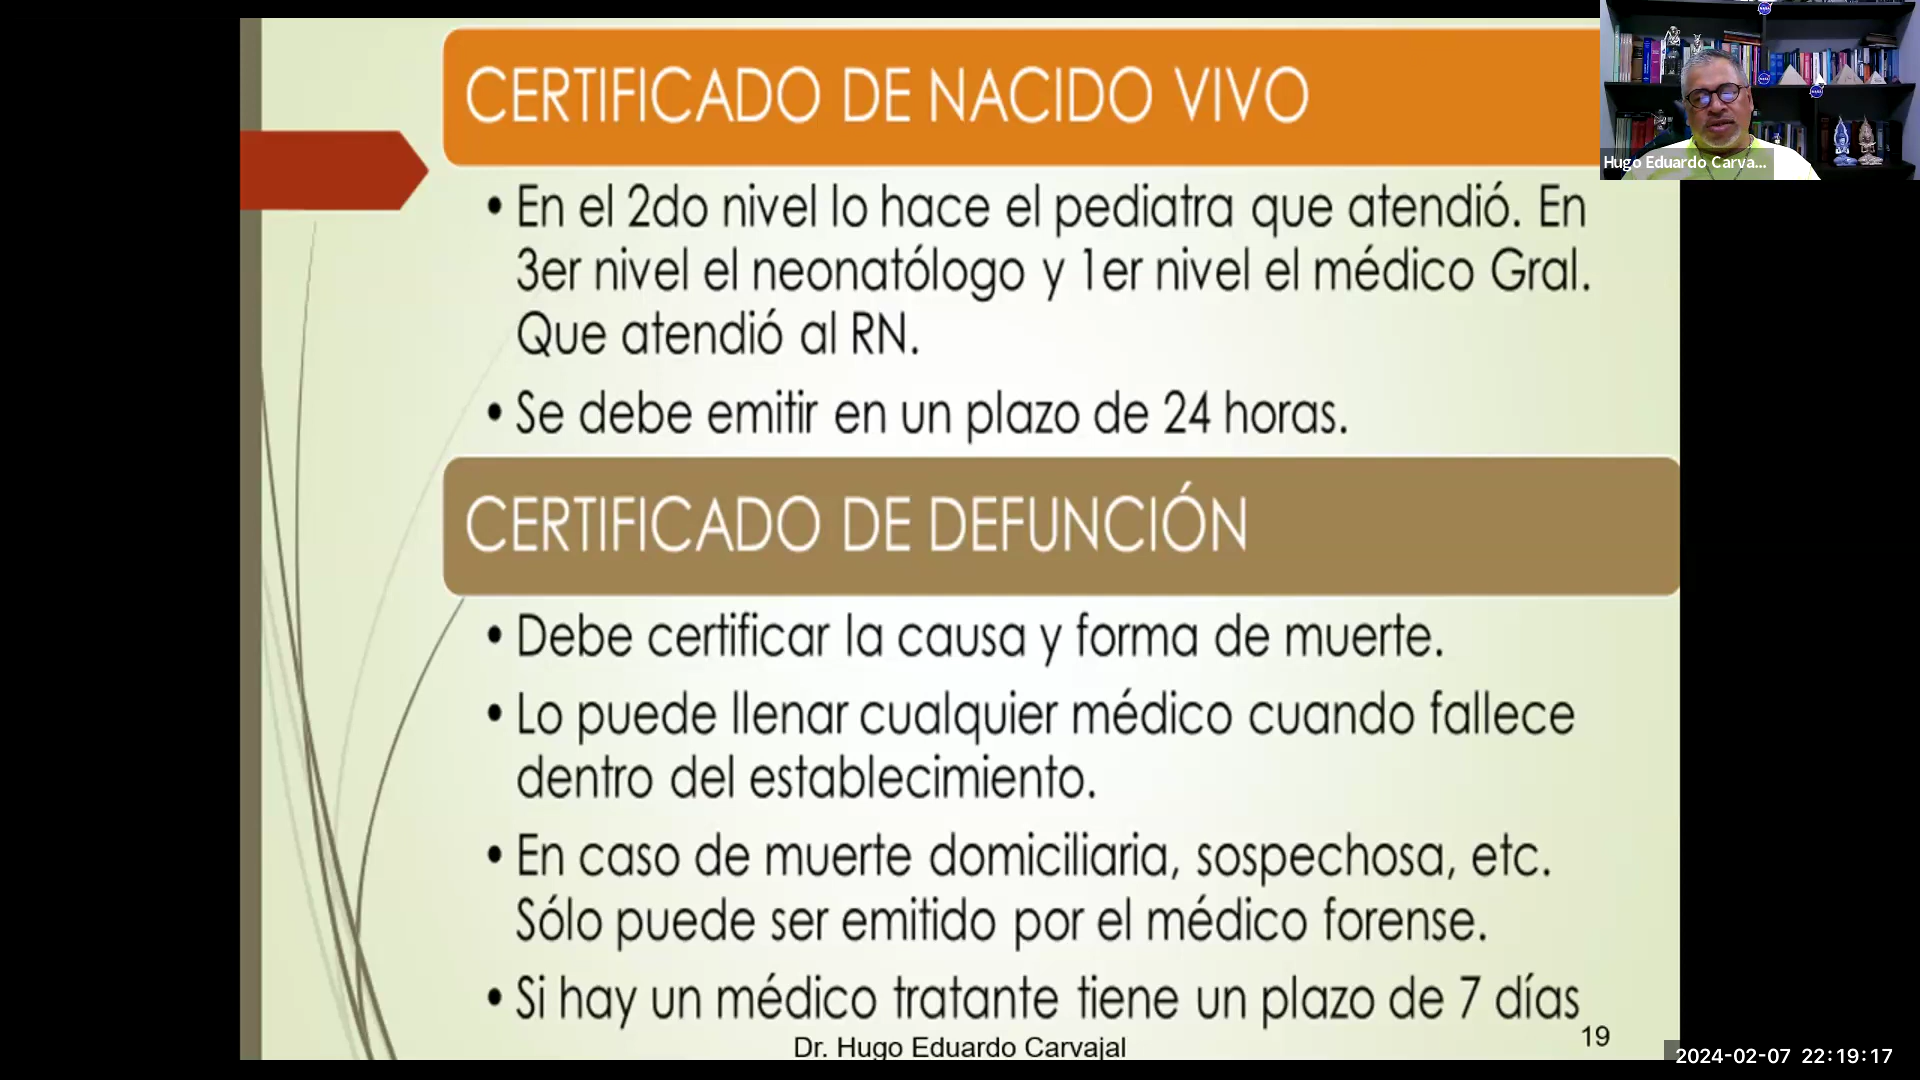 CERTIFICADO DE NACIDO VIVO
• En el 2do nivel lo hace el pediatra que atendió. En
3er nivel el neonatólogo y 1er nivel el médico Gral.
Que atendió al RN.
• Se debe emitir en un plazo de 24 horas.
CERTIFICADO DE DEFUNCIÓN
• Debe certificar la causa y forma de muerte.
• Lo puede llenar cualquier médico cuando fallece
dentro del establecimiento.
• En caso de muerte domiciliaria, sospechosa, etc.
Sólo puede ser emitido por el médico forense.
• Si hay un médico tratante tiene un plazo de 7 días
19
Dr. Hugo Eduardo Carvajal
Hugo Eduardo Carva...
2024-02-07 22:19:17